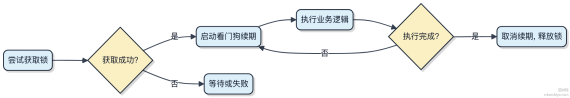 尝试获取锁
获取成功?
是
启动看门狗续期
执行业务逻辑
执行完成?
是
取消续期, 释放锁
否
否
等待或失败